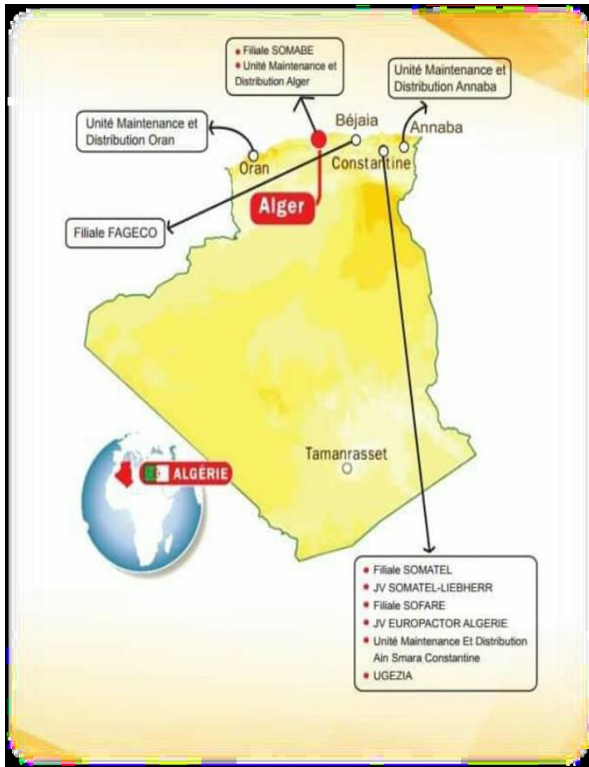 Filiale SOMABE
Unité Maintenance et
Distribution Alger
Unité Maintenance et
Distribution Annaba
Unité Maintenance et
Distribution Oran
Béjaia
Annaba
Oran
Constantine
Alger
Filiale FAGECO
Tamanrasset
ALGÉRIE
Filiale SOMATEL
JV SOMATEL-LIEBHERR
Filiale SOFARE
JV EUROPACTOR ALGERIE
Unité Maintenance Et Distribution
Ain Smara Constantine
UGEZIA